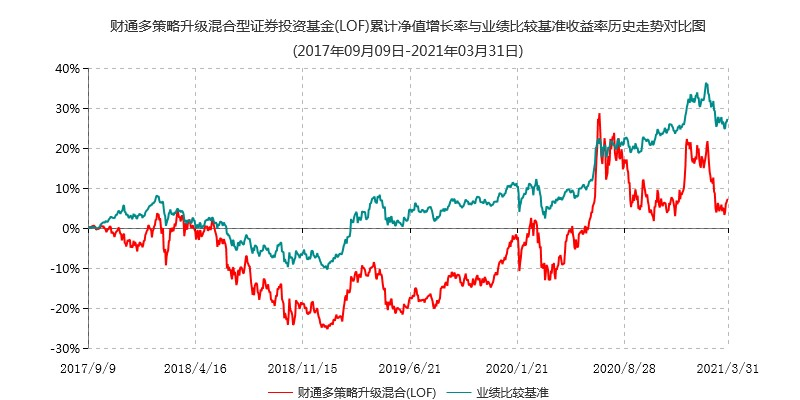 财通多策略升级混合型证券投资基金(LOF)累计净值增长率与业绩比较基准收益率历史走势对比图
(2017年09月09日-2021年03月31日)
40%
30%
20%
10%
0%
-10%
-20%
-30%
2017/9/9 2018/4/16 2018/11/15 2019/6/21 2020/1/21 2020/8/28 2021/3/31
财通多策略升级混合(LOF) 业绩比较基准